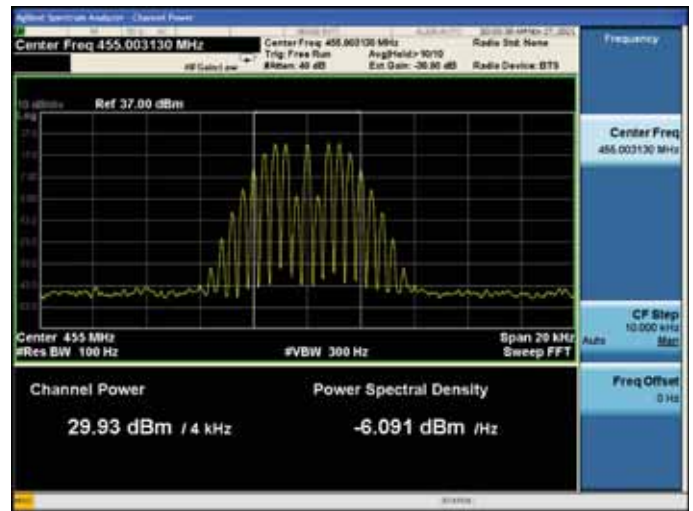 Agilent Spectrum Analyzer - Channel Power
Center Freq 455.003130 MHz
Center Freq: 455.003130 MHz
Trig: Free Run
Avg|Hold:>10/10
#Atten: 40 dB
Ext Gain: -30.00 dB
Radio Std: None
Radio Device: BTS
Frequency
10 dB/div
Ref 37.00 dBm
Log
Center Freq
455.003130 MHz
Center 455 MHz
#Res BW 100 Hz
#VBW 300 Hz
Span 20 kHz
Sweep FFT
CF Step
10.000 kHz
Auto Man
Freq Offset
0 Hz
Channel Power
Power Spectral Density
29.93 dBm / 4 kHz
-6.091 dBm /Hz